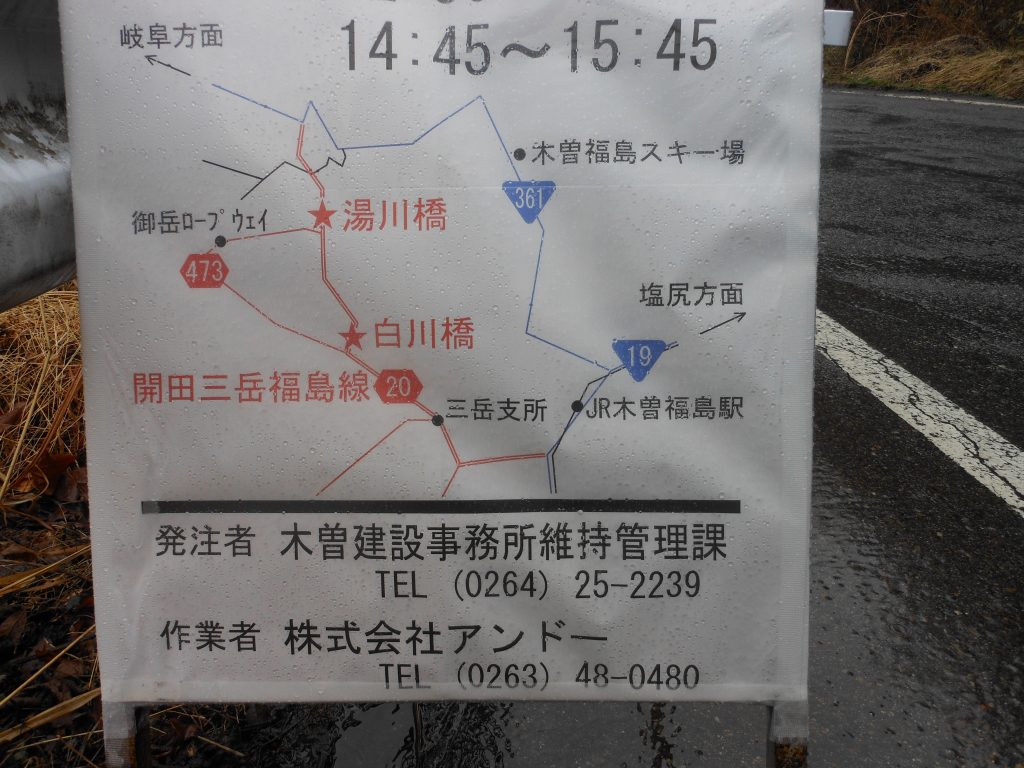 岐阜方面
14:45～15:45
木曽福島スキー場
361
湯川橋
御岳ロープウェイ
473
塩尻方面
白川橋
19
開田三岳福島線 20
三岳支所
JR木曽福島駅
発注者 木曽建設事務所維持管理課
TEL (0264) 25-2239
作業者 株式会社アンドー
TEL (0263) 48-0480